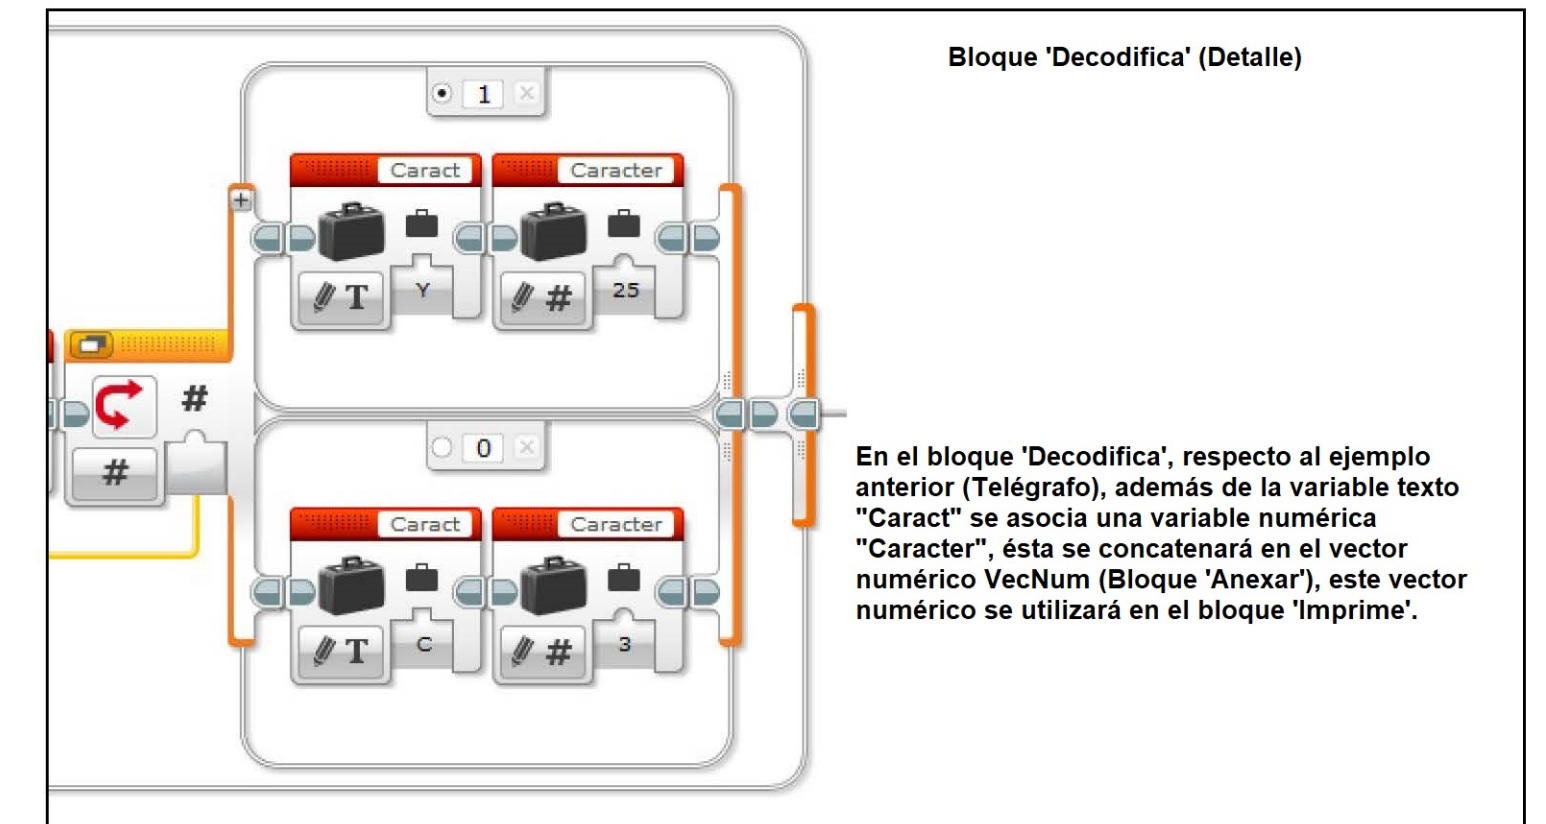 Bloque 'Decodifica' (Detalle)
1
Caract Caracter
T Y # 25
#
#
0
Caract Caracter
T C # 3
En el bloque 'Decodifica', respecto al ejemplo
anterior (Telégrafo), además de la variable texto
"Caract" se asocia una variable numérica
"Caracter", ésta se concatenará en el vector
numérico VecNum (Bloque 'Anexar'), este vector
numérico se utilizará en el bloque 'Imprime'.